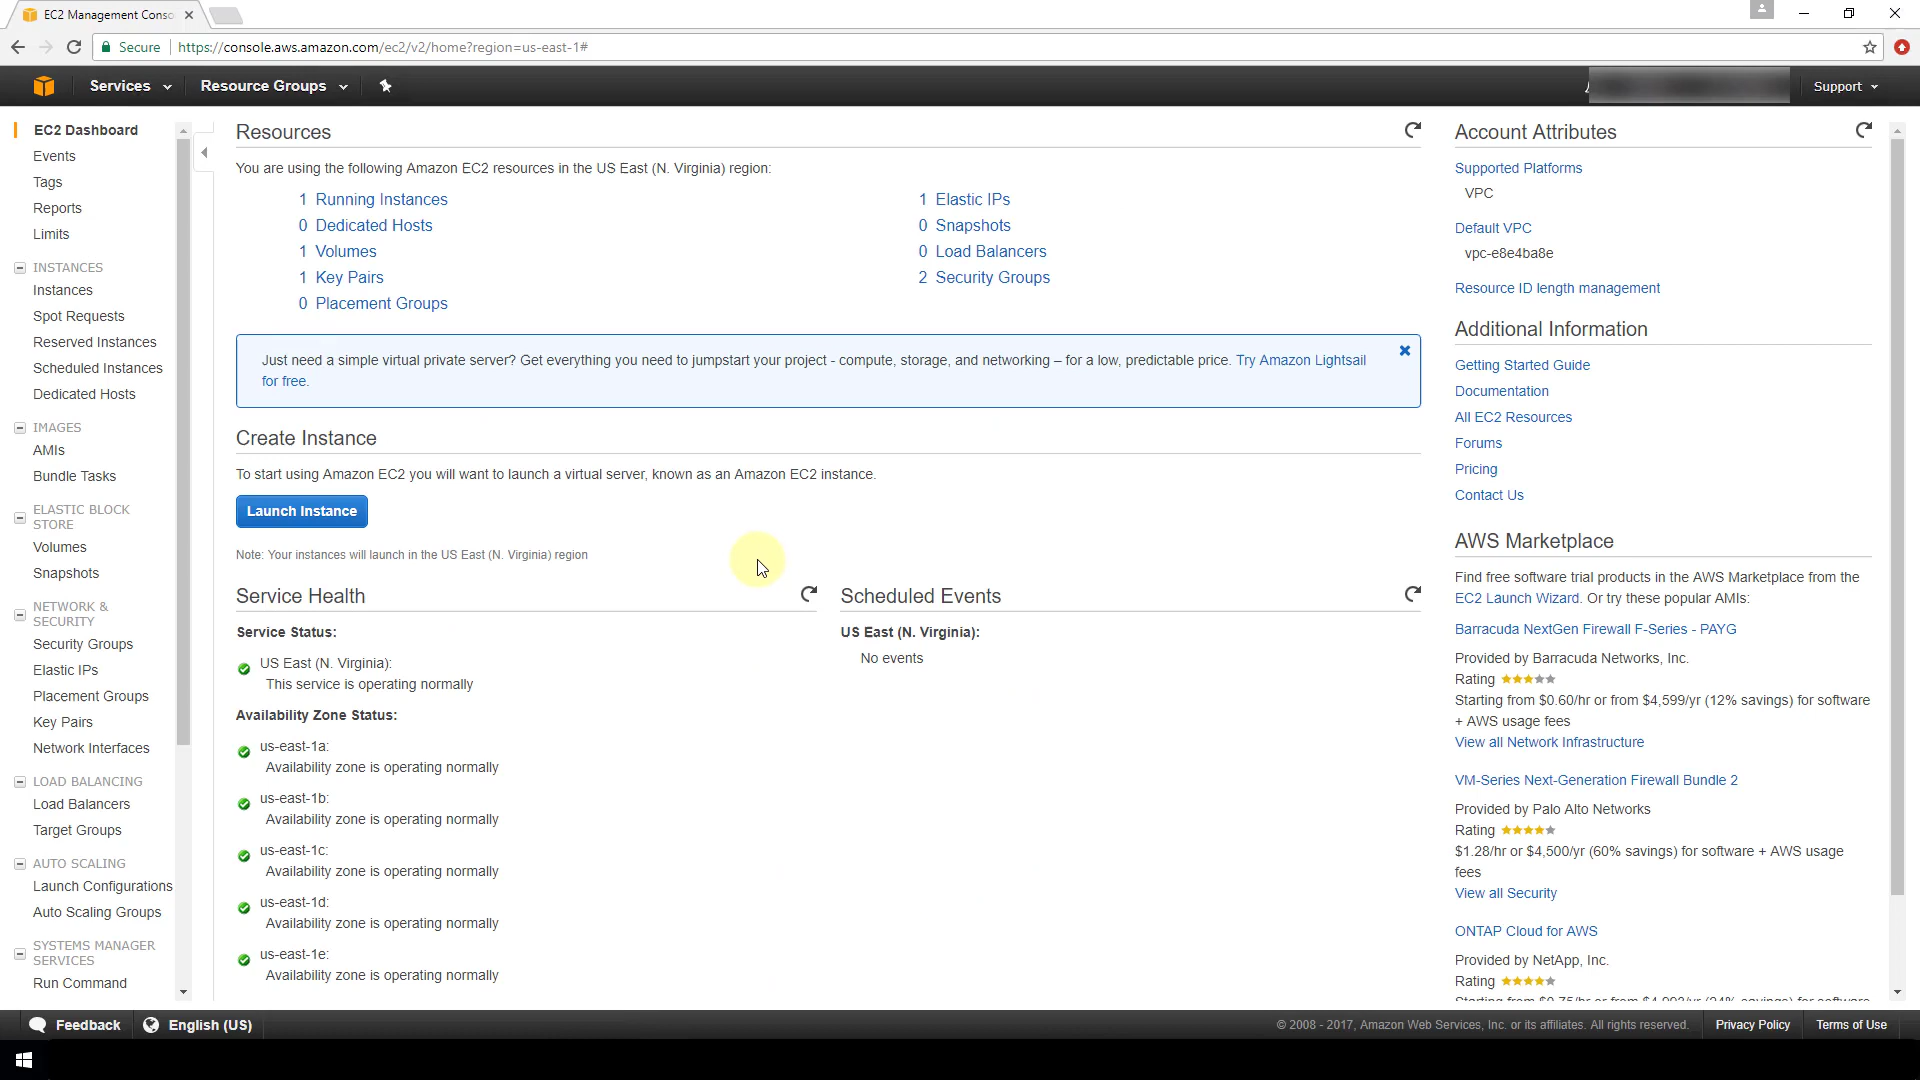 EC2 Management Conso
Secure
https://console.aws.amazon.com/ec2/v2/home?region=us-east-1#
Services
Resource Groups
Support
EC2 Dashboard
Events
Tags
Reports
Limits
INSTANCES
Instances
Spot Requests
Reserved Instances
Scheduled Instances
Dedicated Hosts
IMAGES
AMIs
Bundle Tasks
ELASTIC BLOCK
STORE
Volumes
Snapshots
NETWORK &
SECURITY
Security Groups
Elastic IPs
Placement Groups
Key Pairs
Network Interfaces
LOAD BALANCING
Load Balancers
Target Groups
AUTO SCALING
Launch Configurations
Auto Scaling Groups
SYSTEMS MANAGER
SERVICES
Run Command
Resources
You are using the following Amazon EC2 resources in the US East (N. Virginia) region:
1 Running Instances
0 Dedicated Hosts
1 Volumes
1 Key Pairs
0 Placement Groups
1 Elastic IPs
0 Snapshots
0 Load Balancers
2 Security Groups
Just need a simple virtual private server? Get everything you need to jumpstart your project - compute, storage, and networking – for a low, predictable price. Try Amazon Lightsail
for free.
Create Instance
To start using Amazon EC2 you will want to launch a virtual server, known as an Amazon EC2 instance.
Launch Instance
Note: Your instances will launch in the US East (N. Virginia) region
Service Health
Service Status:
US East (N. Virginia):
This service is operating normally
Availability Zone Status:
us-east-1a:
Availability zone is operating normally
us-east-1b:
Availability zone is operating normally
us-east-1c:
Availability zone is operating normally
us-east-1d:
Availability zone is operating normally
us-east-1e:
Availability zone is operating normally
Scheduled Events
US East (N. Virginia):
No events
Account Attributes
Supported Platforms
VPC
Default VPC
vpc-e8e4ba8e
Resource ID length management
Additional Information
Getting Started Guide
Documentation
All EC2 Resources
Forums
Pricing
Contact Us
AWS Marketplace
Find free software trial products in the AWS Marketplace from the
EC2 Launch Wizard. Or try these popular AMIs:
Barracuda NextGen Firewall F-Series - PAYG
Provided by Barracuda Networks, Inc.
Rating
Starting from $0.60/hr or from $4,599/yr (12% savings) for software
+ AWS usage fees
View all Network Infrastructure
VM-Series Next-Generation Firewall Bundle 2
Provided by Palo Alto Networks
Rating
$1.28/hr or $4,500/yr (60% savings) for software + AWS usage
fees
View all Security
ONTAP Cloud for AWS
Provided by NetApp, Inc.
Rating
Feedback
English (US)
© 2008 - 2017, Amazon Web Services, Inc. or its affiliates. All rights reserved.
Privacy Policy
Terms of Use